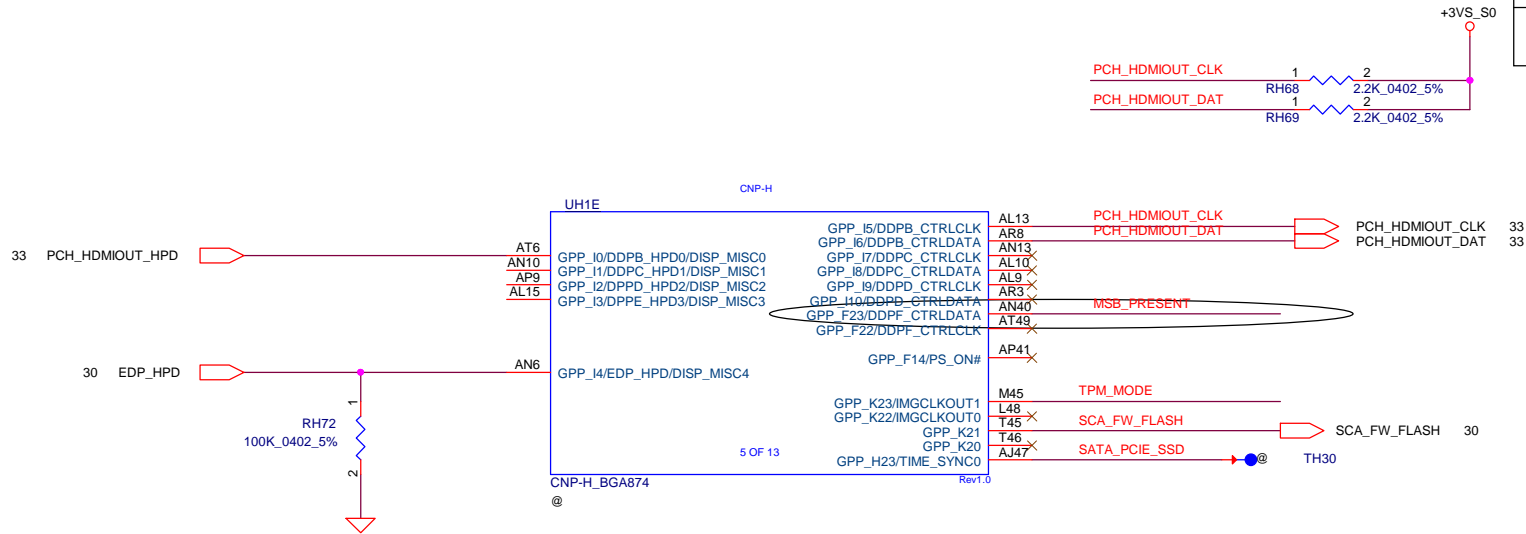 +3VS_S0
PCH_HDMIOUT_CLK 1 2
RH68 2.2K_0402_5%
PCH_HDMIOUT_DAT 1 2
RH69 2.2K_0402_5%
CNP-H
UH1E
33 PCH_HDMIOUT_HPD
AT6 GPP_I0/DDPB_HPD0/DISP_MISC0
AN10 GPP_I1/DDPC_HPD1/DISP_MISC1
AP9 GPP_I2/DDPD_HPD2/DISP_MISC2
AL15 GPP_I3/DDPE_HPD3/DISP_MISC3
30 EDP_HPD
AN6 GPP_I4/EDP_HPD/DISP_MISC4
1
RH72
100K_0402_5%
2
GPP_I5/DDPB_CTRLCLK AL13 PCH_HDMIOUT_CLK PCH_HDMIOUT_CLK 33
GPP_I6/DDPB_CTRLDATA AR8 PCH_HDMIOUT_DAT PCH_HDMIOUT_DAT 33
GPP_I7/DDPC_CTRLCLK AN13
GPP_I8/DDPC_CTRLDATA AL10
GPP_I9/DDPD_CTRLCLK AL9
GPP_I10/DDPD_CTRLDATA AR3
GPP_F23/DDPF_CTRLDATA AN40 MSB_PRESENT
GPP_F22/DDPF_CTRLCLK AT49
GPP_F14/PS_ON# AP41
GPP_K23/IMGCLKOUT1 M45 TPM_MODE
GPP_K22/IMGCLKOUT0 L48
GPP_K21 T45 SCA_FW_FLASH SCA_FW_FLASH 30
GPP_K20 T46
GPP_H23/TIME_SYNC0 AJ47 SATA_PCIE_SSD @ TH30
5 OF 13
CNP-H_BGA874 Rev1.0
@